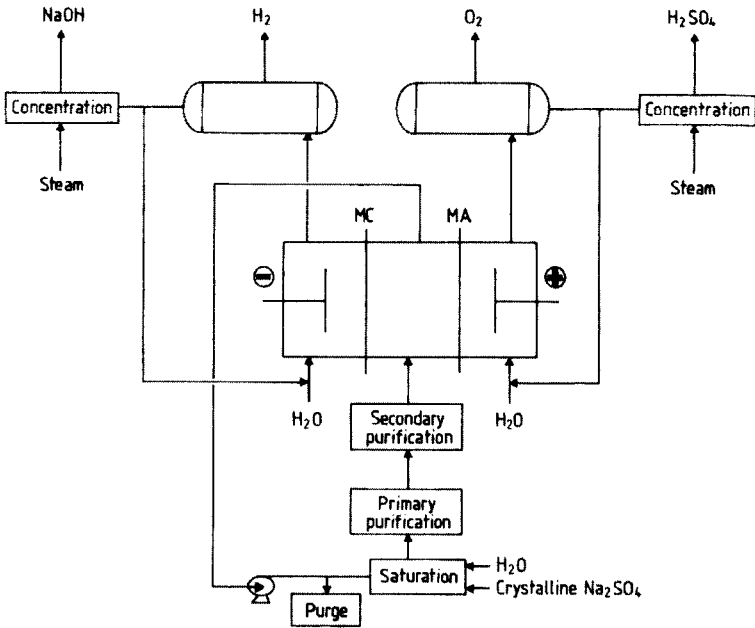 NaOH
H₂
O₂
H₂SO₄
Concentration
Concentration
Steam
Steam
MC
MA
−
+
H₂O
H₂O
Secondary
purification
Primary
purification
Saturation
H₂O
Crystalline Na₂SO₄
Purge